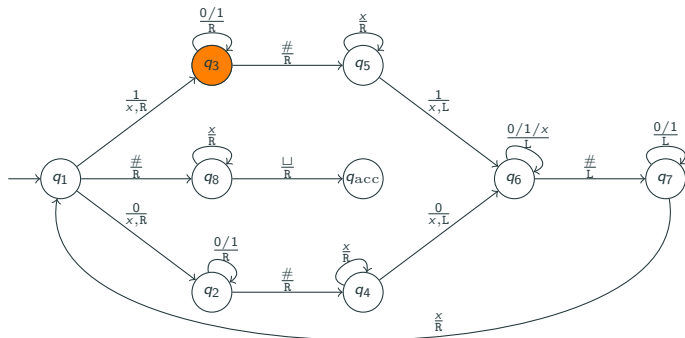 0/1
R
x
R
q3
#
R
q5
1
x,R
1
x,L
x
R
0/1/x
L
0/1
L
q1
#
R
q8
⊔
R
qacc
q6
#
L
q7
0
x,R
0/1
R
x
R
0
x,L
q2
#
R
q4
x
R